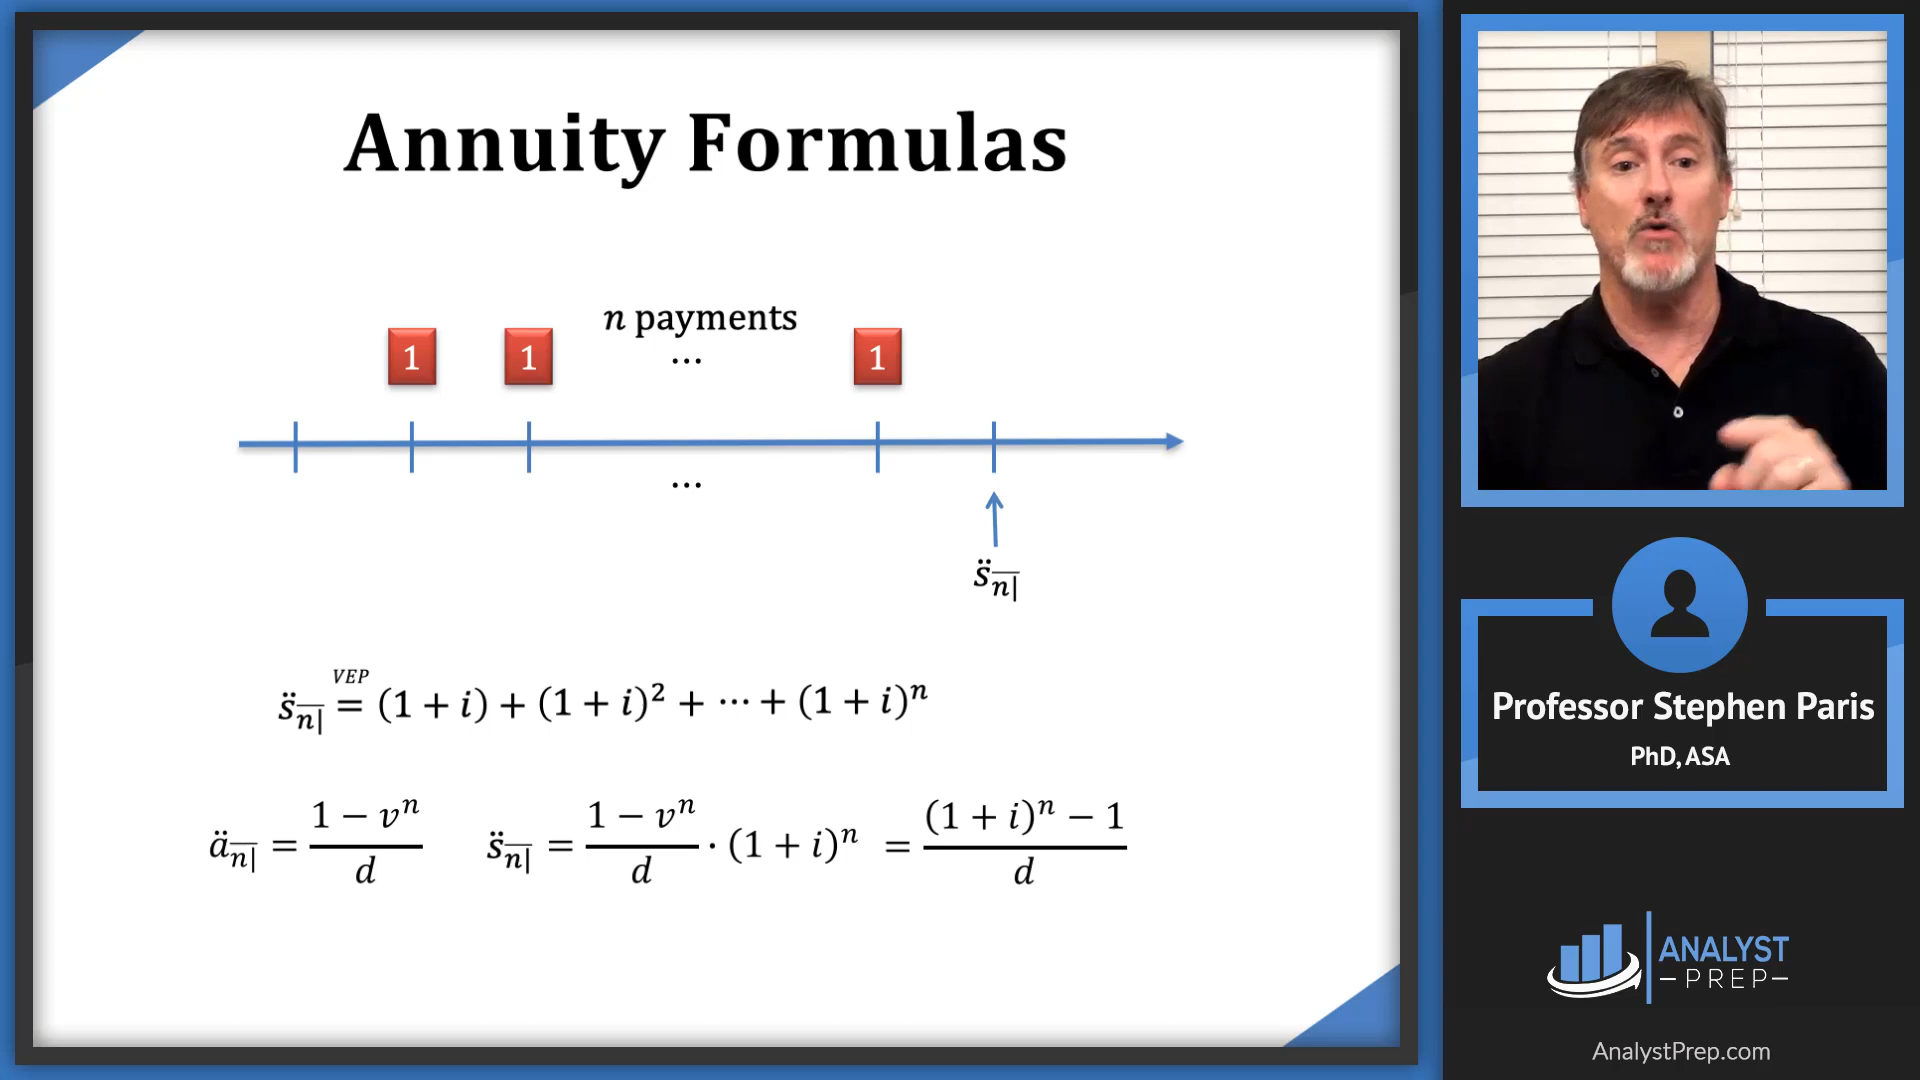 Annuity Formulas
n payments
1 1 ... 1
...
s̈n̅|
VEP
s̈n̅| = (1 + i) + (1 + i)² + ⋯ + (1 + i)ⁿ
än̅| = (1 − vⁿ)/d   s̈n̅| = (1 − vⁿ)/d · (1 + i)ⁿ = ((1 + i)ⁿ − 1)/d
Professor Stephen Paris
PhD, ASA
ANALYST
PREP
AnalystPrep.com